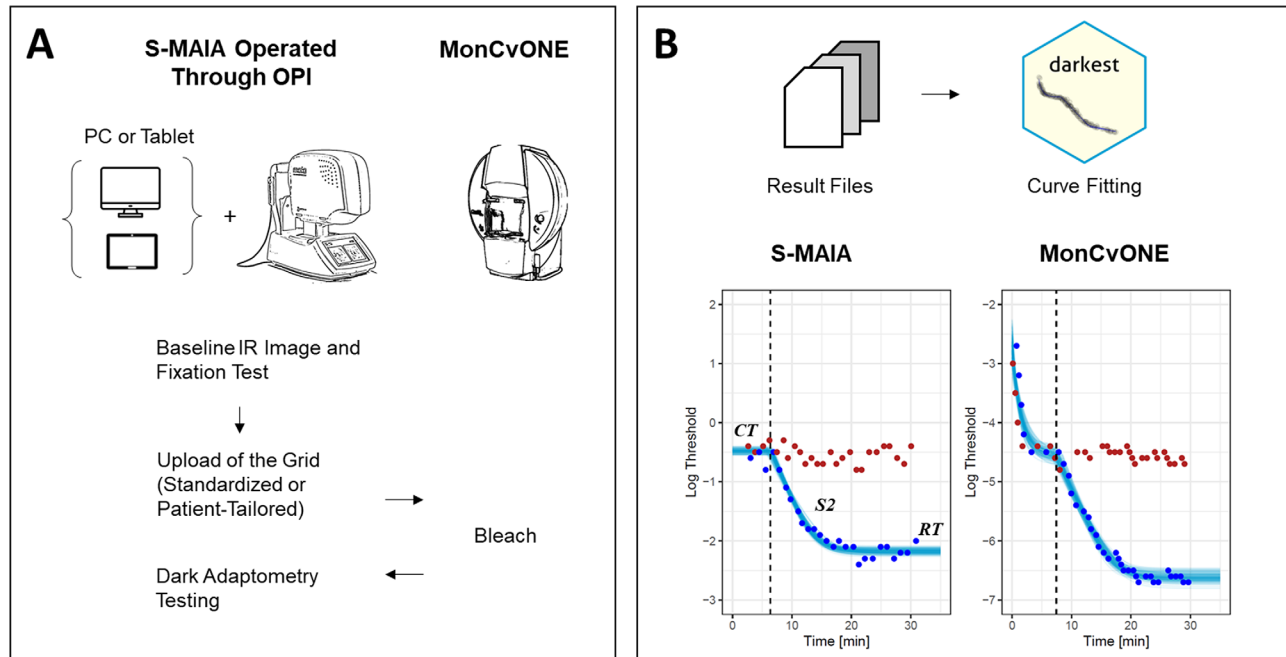 A
S-MAIA Operated
Through OPI
MonCvONE
PC or Tablet
+
Baseline IR Image and
Fixation Test
Upload of the Grid
(Standardized or
Patient-Tailored)
Bleach
Dark Adaptometry
Testing
B
darkest
Result Files
Curve Fitting
S-MAIA
MonCvONE
2
1
0
−1
−2
−3
Log Threshold
CT
S2
RT
0
10
20
30
Time [min]
−2
−3
−4
−5
−6
−7
Log Threshold
0
10
20
30
Time [min]